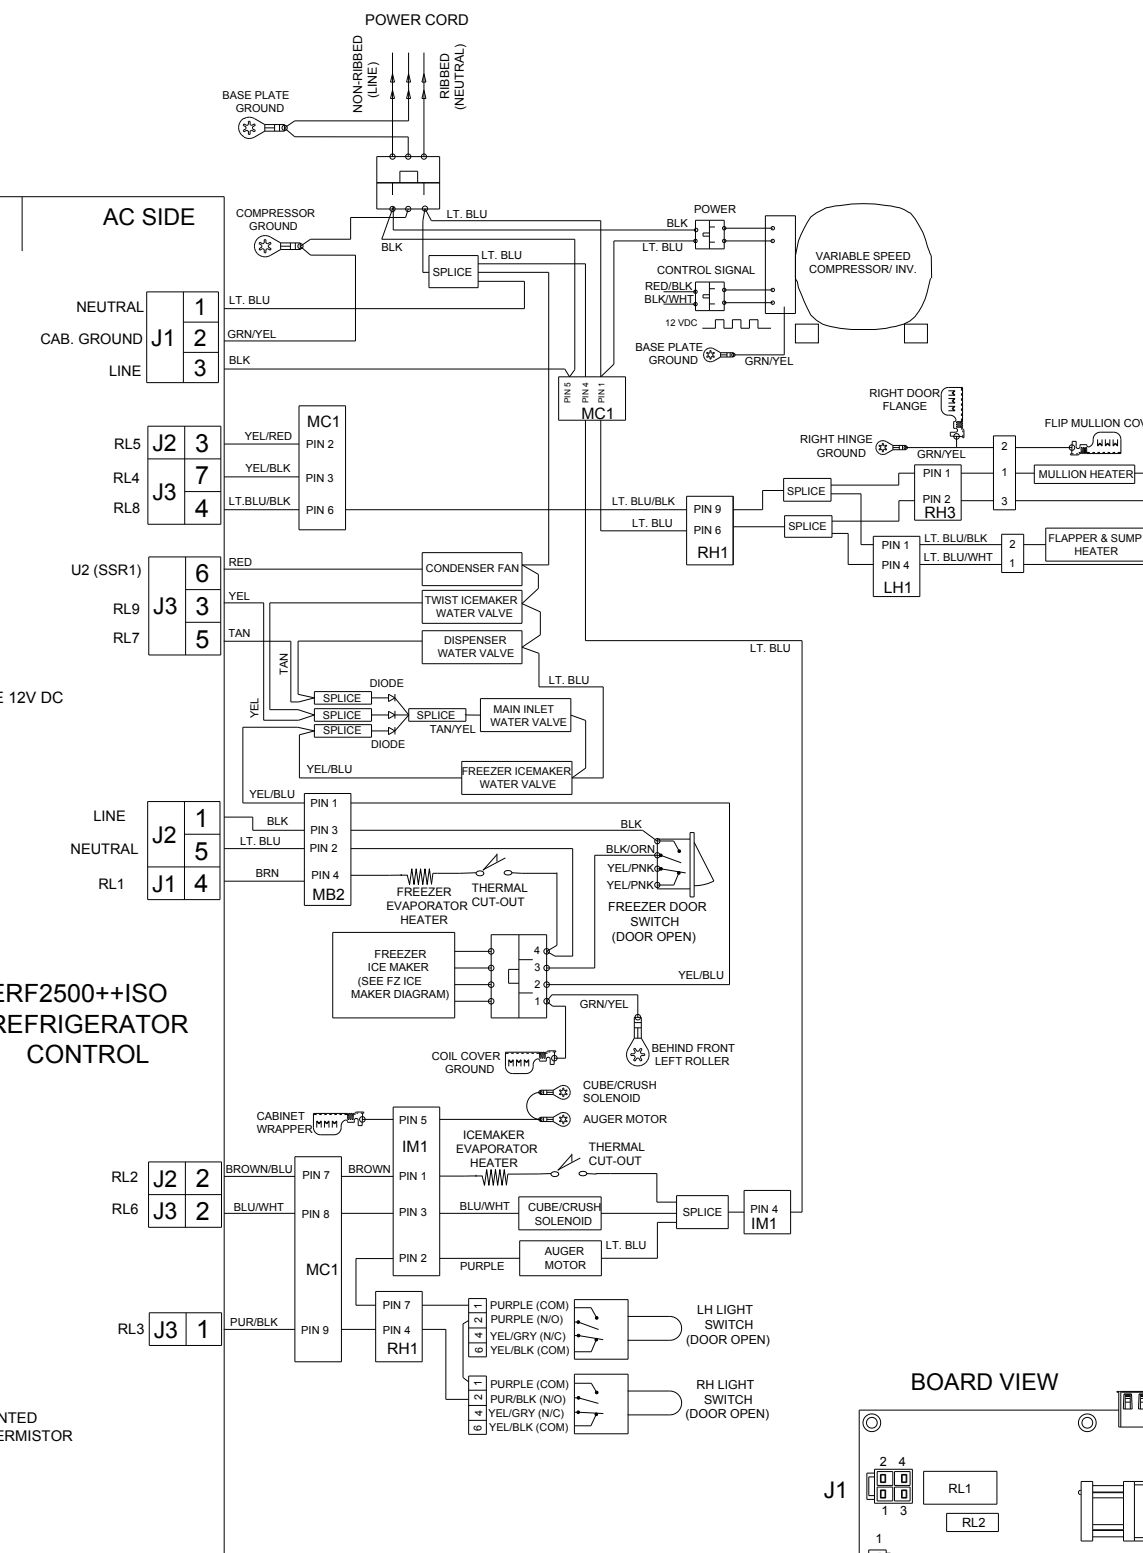 POWER CORD
NON-RIBBED
(LINE)
RIBBED
(NEUTRAL)
BASE PLATE
GROUND
AC SIDE
COMPRESSOR
GROUND
BLK
LT. BLU
SPLICE
LT. BLU
POWER
BLK
LT. BLU
CONTROL SIGNAL
RED/BLK
BLK/WHT
12 VDC
BASE PLATE
GROUND
GRN/YEL
VARIABLE SPEED
COMPRESSOR/ INV.
NEUTRAL
CAB. GROUND
LINE
J1
1
2
3
LT. BLU
GRN/YEL
BLK
PIN 5
PIN 4
PIN 1
MC1
RIGHT DOOR
FLANGE
FLIP MULLION COV
RIGHT HINGE
GROUND
GRN/YEL
2
1
3
MULLION HEATER
PIN 1
PIN 2
RH3
RL5
J2
3
YEL/RED
RL4
J3
7
YEL/BLK
RL8
4
LT.BLU/BLK
MC1
PIN 2
PIN 3
PIN 6
LT. BLU/BLK
LT. BLU
PIN 9
PIN 6
RH1
SPLICE
SPLICE
PIN 1
PIN 4
LH1
LT. BLU/BLK
LT. BLU/WHT
2
1
FLAPPER & SUMP
HEATER
U2 (SSR1)
6
RED
RL9
J3
3
YEL
RL7
5
TAN
CONDENSER FAN
TWIST ICEMAKER
WATER VALVE
DISPENSER
WATER VALVE
LT. BLU
LT. BLU
TAN
YEL
DIODE
SPLICE
SPLICE
SPLICE
DIODE
SPLICE
TAN/YEL
MAIN INLET
WATER VALVE
YEL/BLU
FREEZER ICEMAKER
WATER VALVE
E 12V DC
YEL/BLU
LINE
J2
1
BLK
NEUTRAL
5
LT. BLU
RL1
J1
4
BRN
PIN 1
PIN 3
PIN 2
PIN 4
MB2
FREEZER
EVAPORATOR
HEATER
THERMAL
CUT-OUT
BLK
BLK/ORN
YEL/PNK
YEL/PNK
FREEZER DOOR
SWITCH
(DOOR OPEN)
FREEZER
ICE MAKER
(SEE FZ ICE
MAKER DIAGRAM)
4
3
2
1
YEL/BLU
GRN/YEL
COIL COVER
GROUND
BEHIND FRONT
LEFT ROLLER
ERF2500++ISO
REFRIGERATOR
CONTROL
CUBE/CRUSH
SOLENOID
AUGER MOTOR
CABINET
WRAPPER
PIN 5
IM1
PIN 1
PIN 3
PIN 2
ICEMAKER
EVAPORATOR
HEATER
THERMAL
CUT-OUT
RL2
J2
2
BROWN/BLU
RL6
J3
2
BLU/WHT
PIN 7
PIN 8
MC1
PIN 9
BROWN
BLU/WHT
CUBE/CRUSH
SOLENOID
PURPLE
AUGER
MOTOR
LT. BLU
SPLICE
PIN 4
IM1
RL3
J3
1
PUR/BLK
PIN 7
PIN 4
RH1
1
2
4
6
PURPLE (COM)
PURPLE (N/O)
YEL/GRY (N/C)
YEL/BLK (COM)
LH LIGHT
SWITCH
(DOOR OPEN)
1
2
4
6
PURPLE (COM)
PUR/BLK (N/O)
YEL/GRY (N/C)
YEL/BLK (COM)
RH LIGHT
SWITCH
(DOOR OPEN)
NTED
ERMISTOR
BOARD VIEW
J1
2 4
1 3
RL1
RL2
1